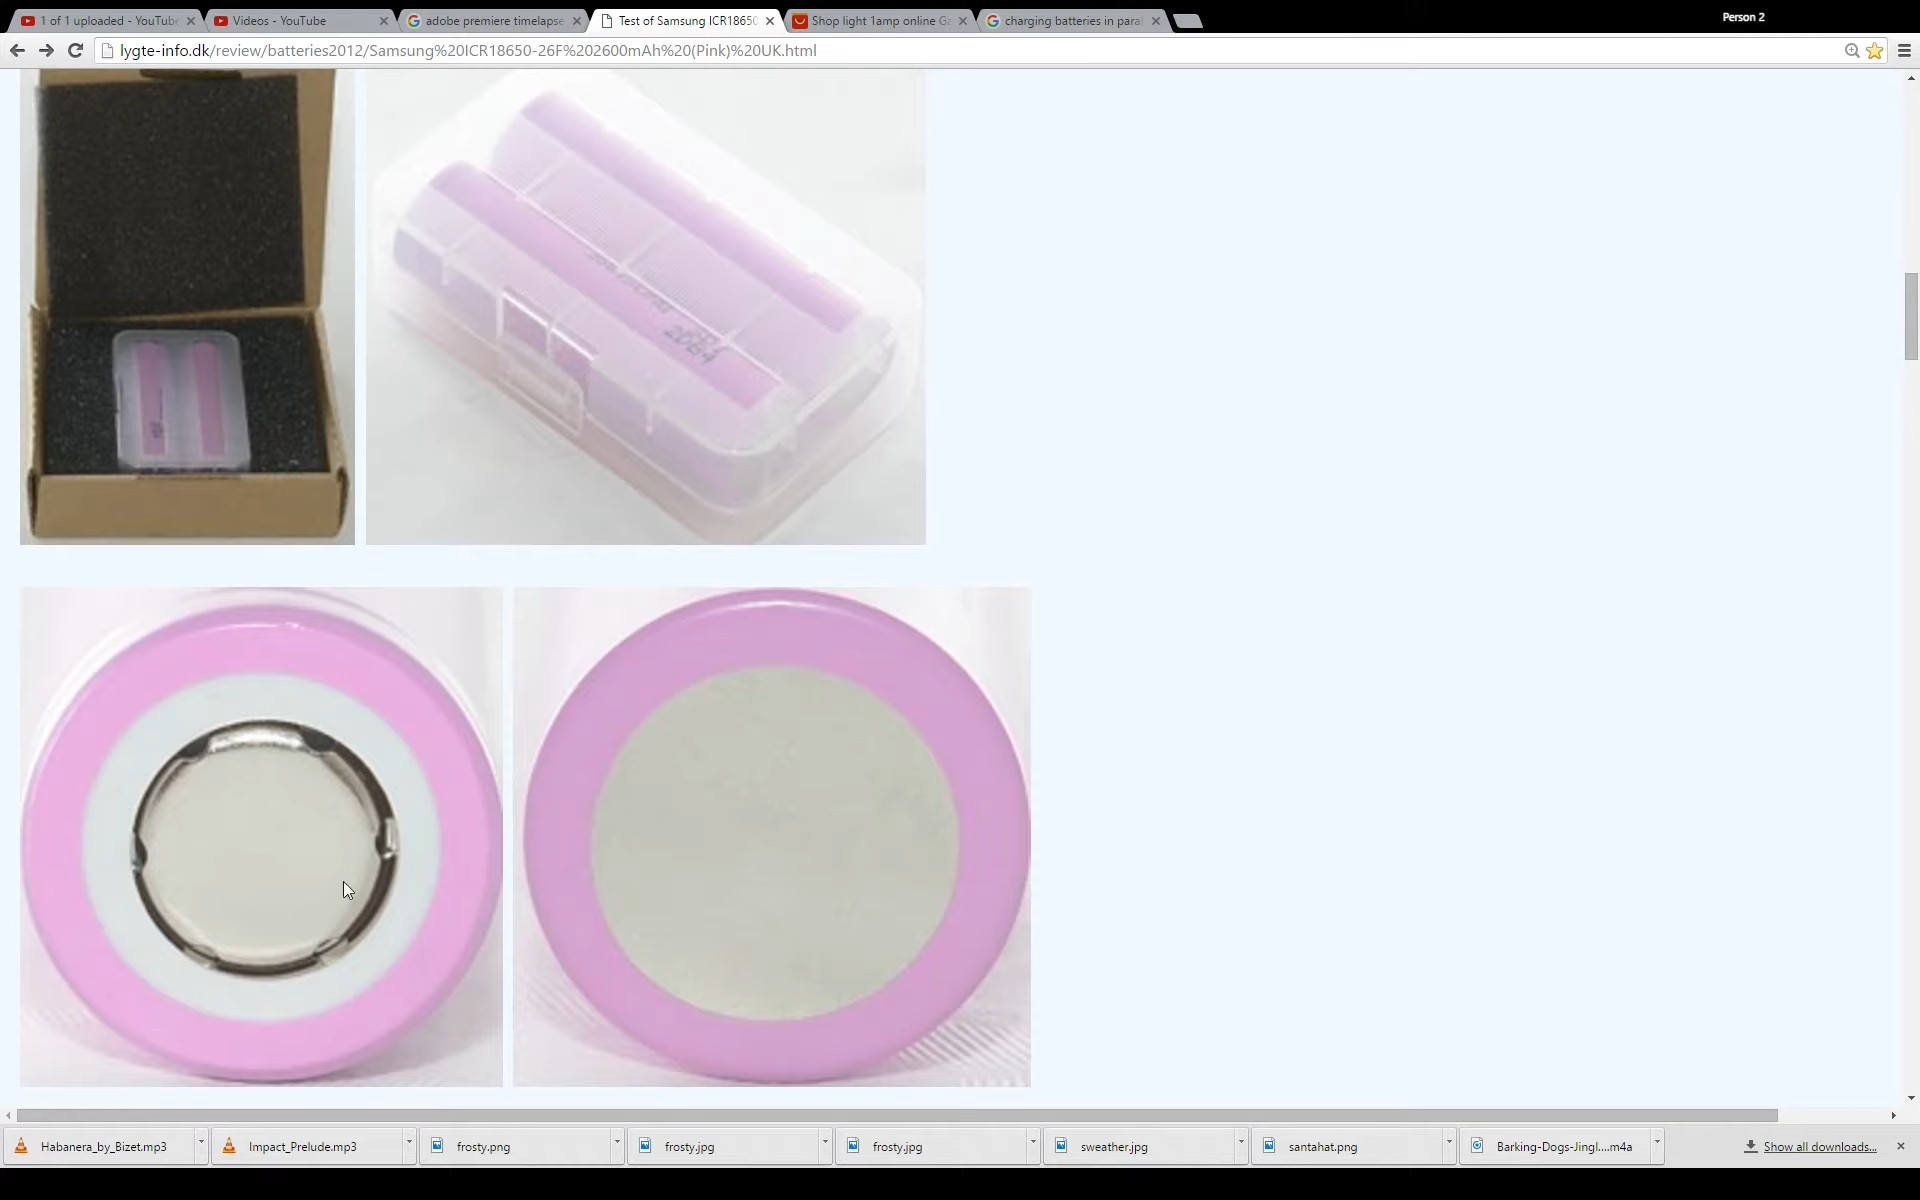 1 of 1 uploaded - YouTube
Videos - YouTube
adobe premiere timelapse
Test of Samsung ICR18650
Shop light 1amp online Ga
charging batteries in paral
Person 2
lygte-info.dk/review/batteries2012/Samsung%20ICR18650-26F%202600mAh%20(Pink)%20UK.html
Habanera_by_Bizet.mp3
Impact_Prelude.mp3
frosty.png
frosty.jpg
frosty.jpg
sweather.jpg
santahat.png
Barking-Dogs-Jingl....m4a
Show all downloads...